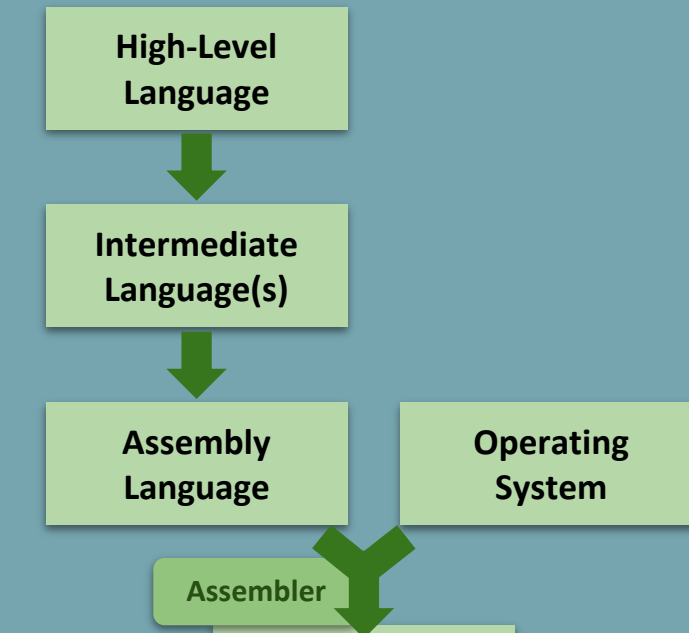 High-Level
Language
Intermediate
Language(s)
Assembly
Language
Operating
System
Assembler